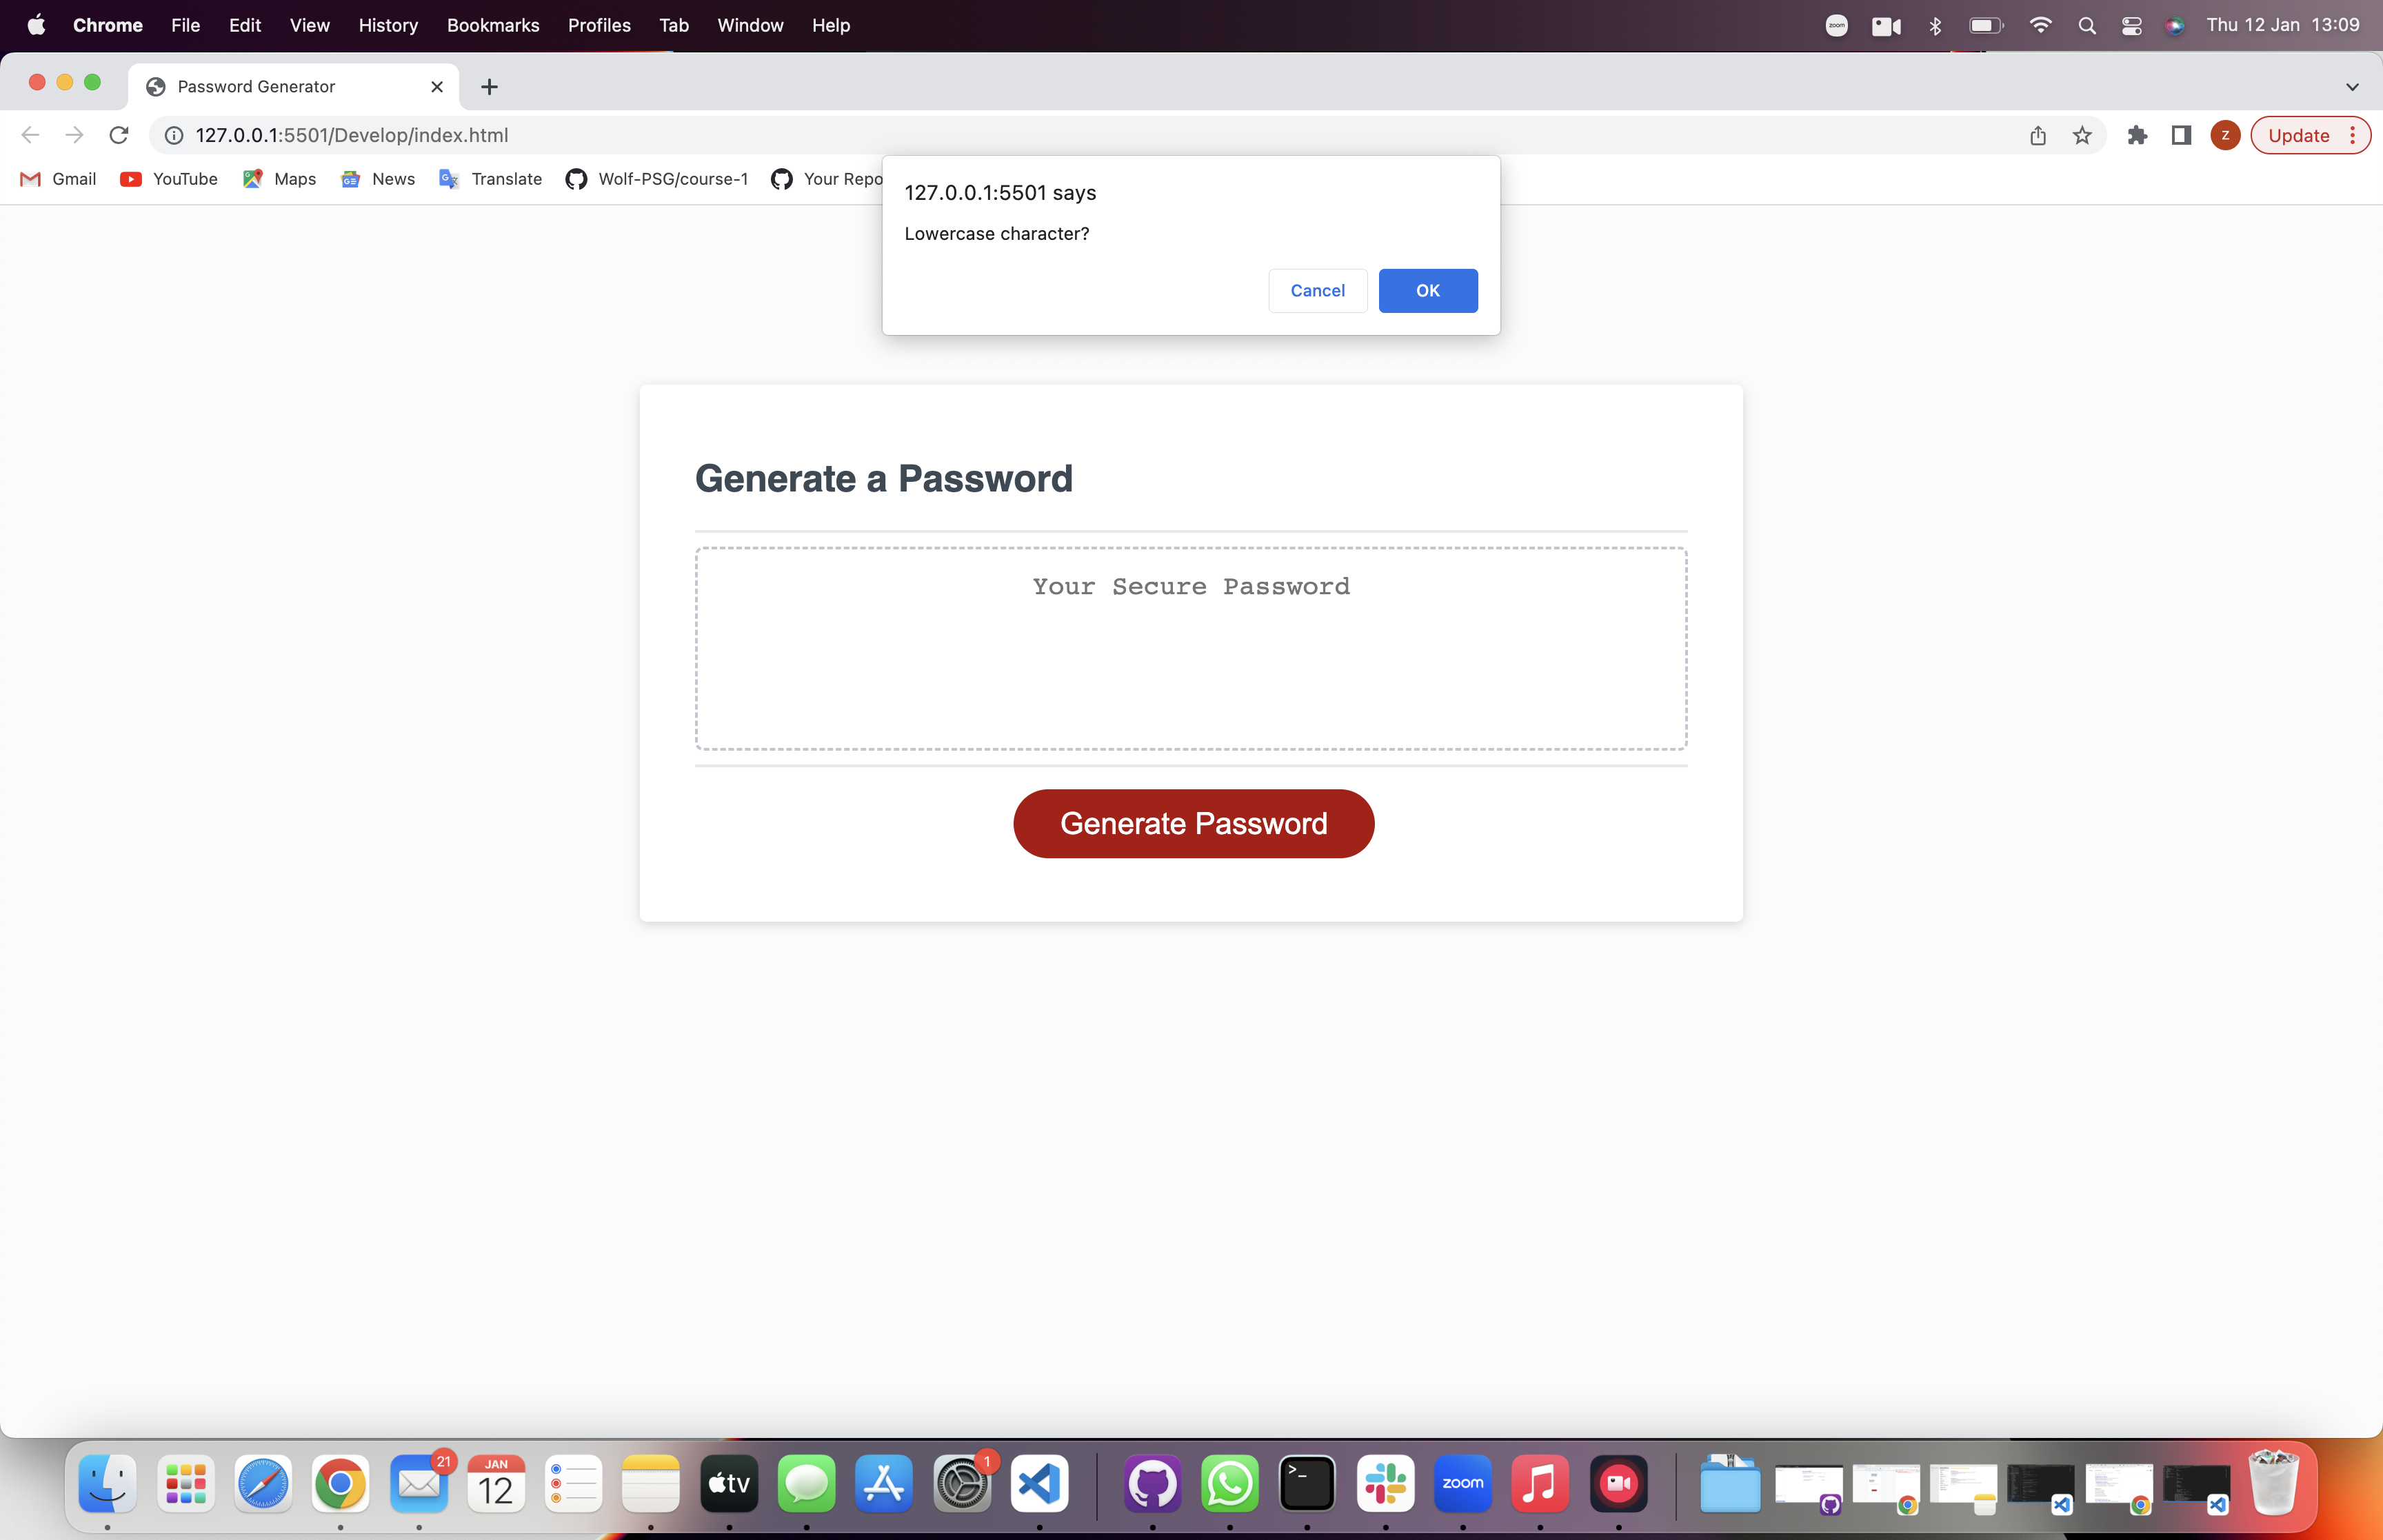 Chrome File Edit View History Bookmarks Profiles Tab Window Help
zoom
Thu 12 Jan 13:09
Password Generator
127.0.0.1:5501/Develop/index.html
Z
Update
Gmail YouTube Maps News Translate Wolf-PSG/course-1 Your Repo
127.0.0.1:5501 says
Lowercase character?
Cancel OK
Generate a Password
Your Secure Password
Generate Password
21
JAN
12
tv
1
>_
zoom